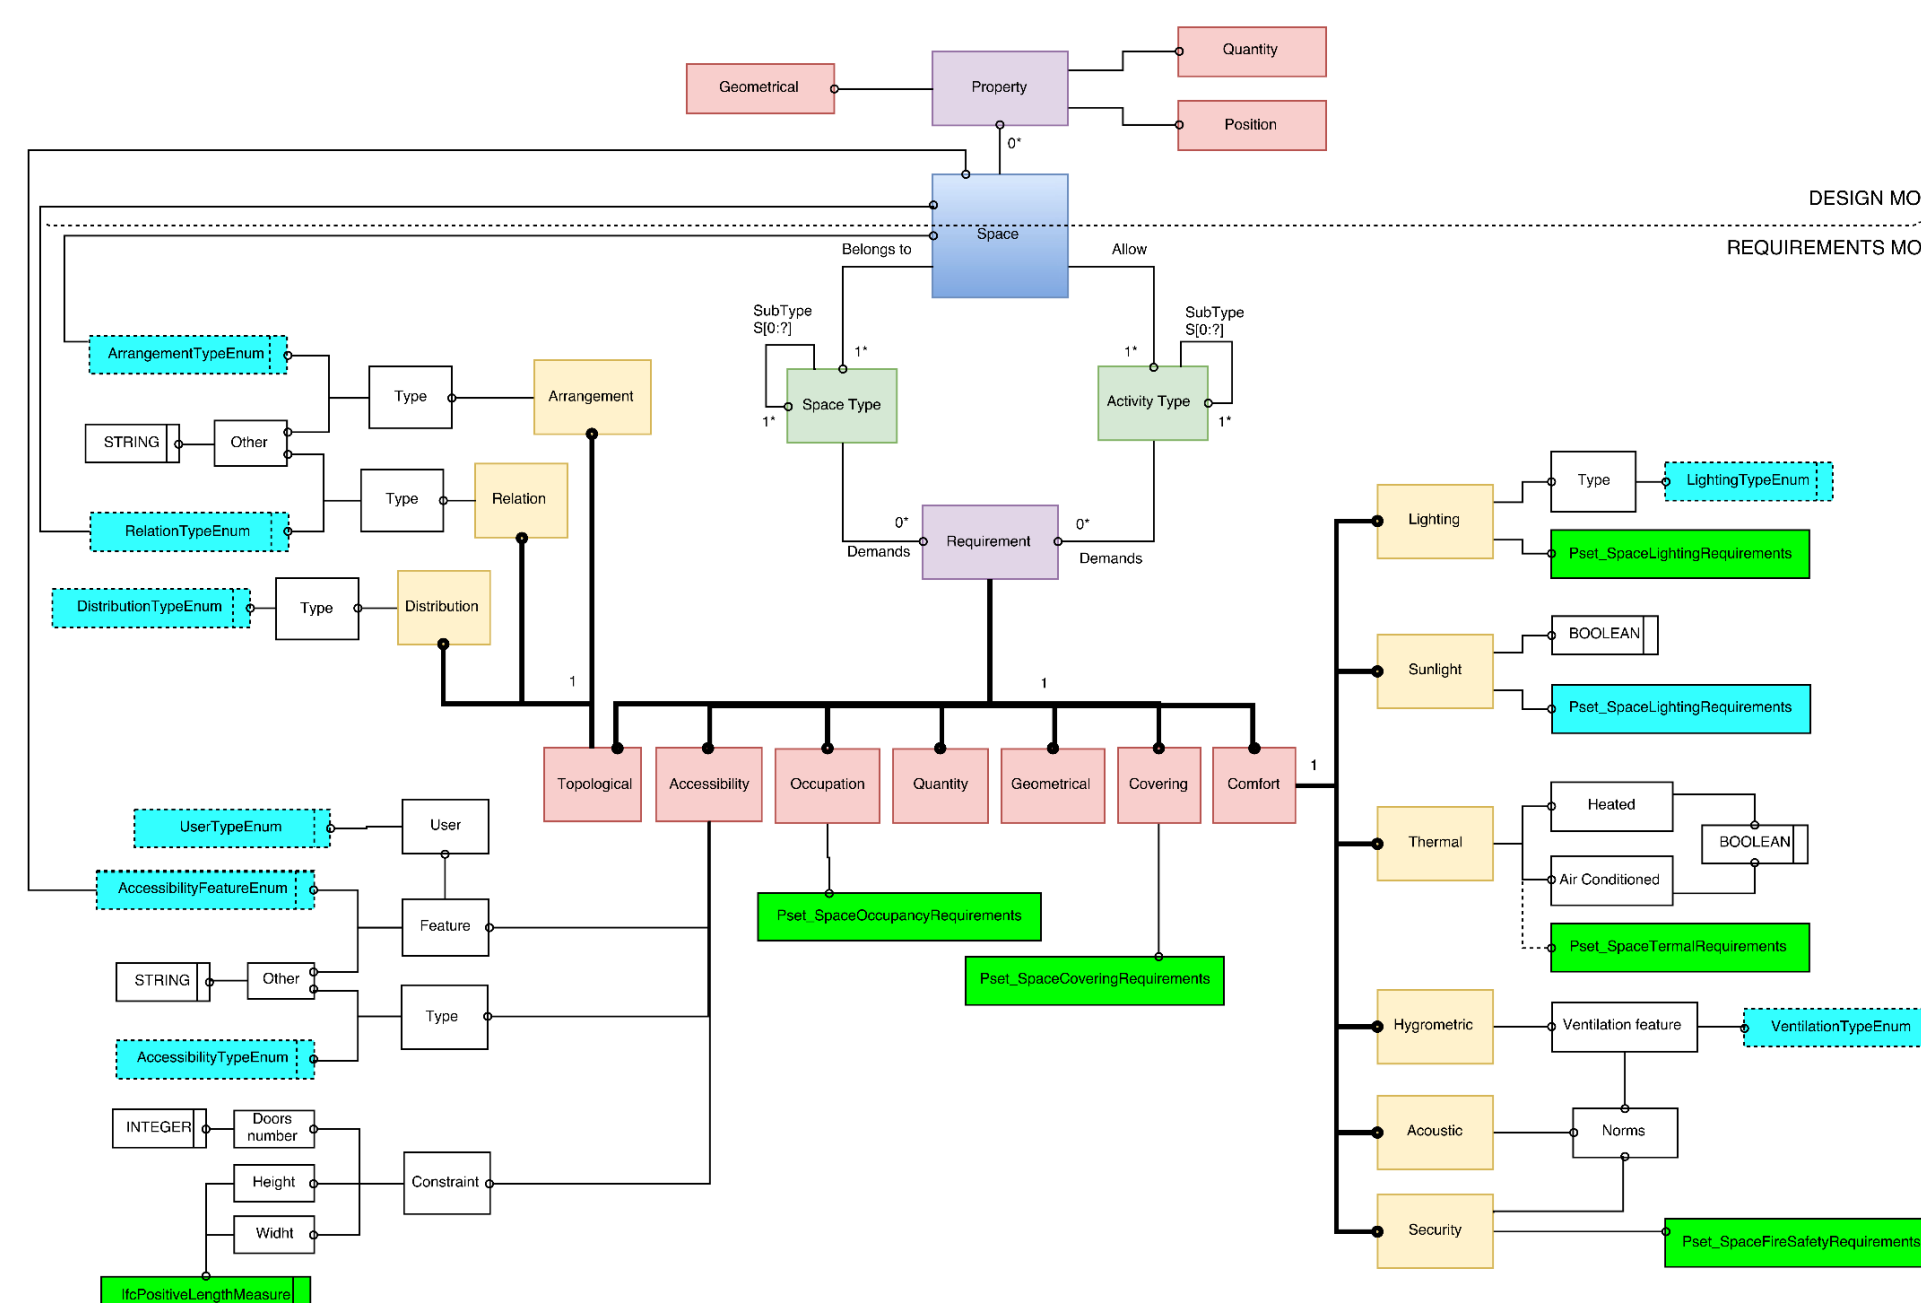 Quantity
Geometrical
Property
Position
0*
DESIGN MO
Space
REQUIREMENTS MO
Belongs to
Allow
SubType
S[0:?]
SubType
S[0:?]
ArrangementTypeEnum
1*
1*
Type
Arrangement
Space Type
Activity Type
1*
1*
STRING
Other
Type
Relation
RelationTypeEnum
0*
0*
Requirement
Demands
Demands
Type
LightingTypeEnum
Lighting
Pset_SpaceLightingRequirements
DistributionTypeEnum
Type
Distribution
BOOLEAN
Sunlight
Pset_SpaceLightingRequirements
1
1
Topological
Accessibility
Occupation
Quantity
Geometrical
Covering
Comfort
1
UserTypeEnum
User
AccessibilityFeatureEnum
Feature
Pset_SpaceOccupancyRequirements
Pset_SpaceCoveringRequirements
STRING
Other
Type
AccessibilityTypeEnum
Heated
Thermal
BOOLEAN
Air Conditioned
Pset_SpaceTermalRequirements
Hygrometric
Ventilation feature
VentilationTypeEnum
INTEGER
Doors
number
Height
Constraint
Widht
IfcPositiveLengthMeasure
Acoustic
Norms
Security
Pset_SpaceFireSafetyRequirements